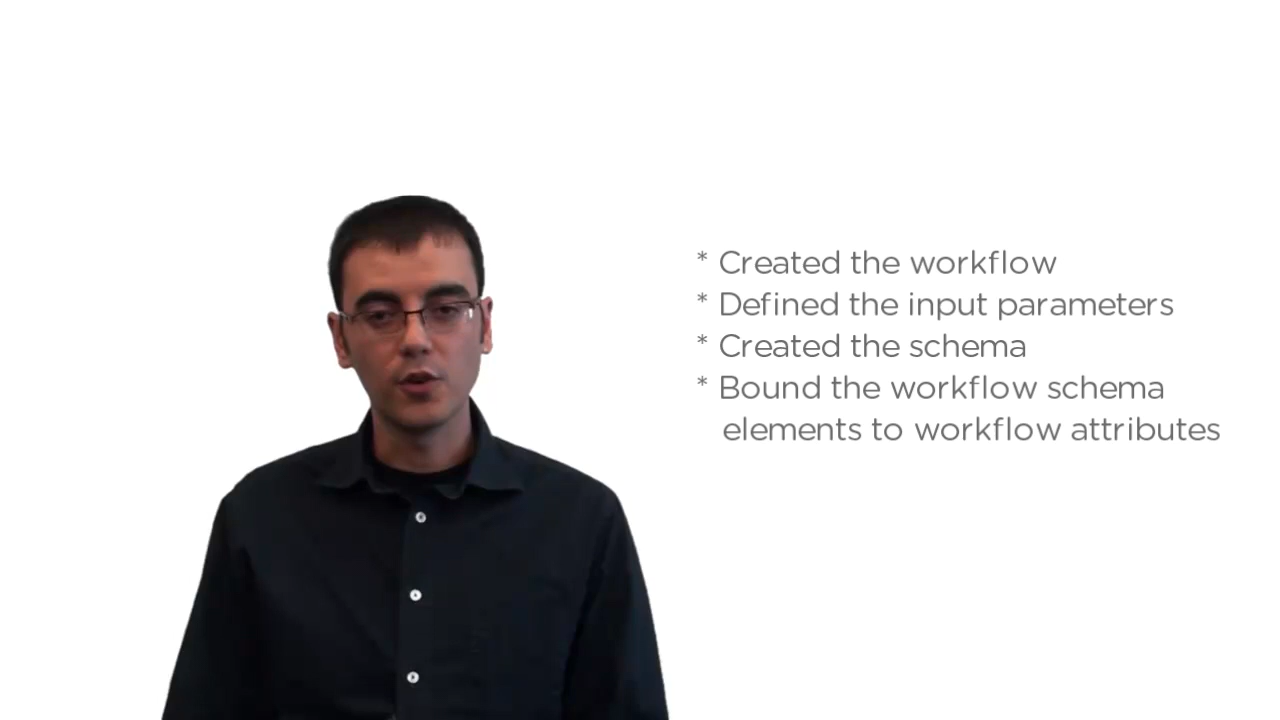 * Created the workflow
* Defined the input parameters
* Created the schema
* Bound the workflow schema
elements to workflow attributes